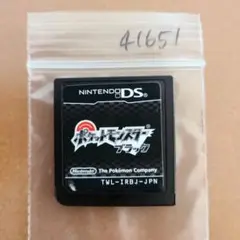 41651
NINTENDO DS
ポケットモンスター
ブラック
Nintendo The Pokémon Company
TWL-IRBJ-JPN